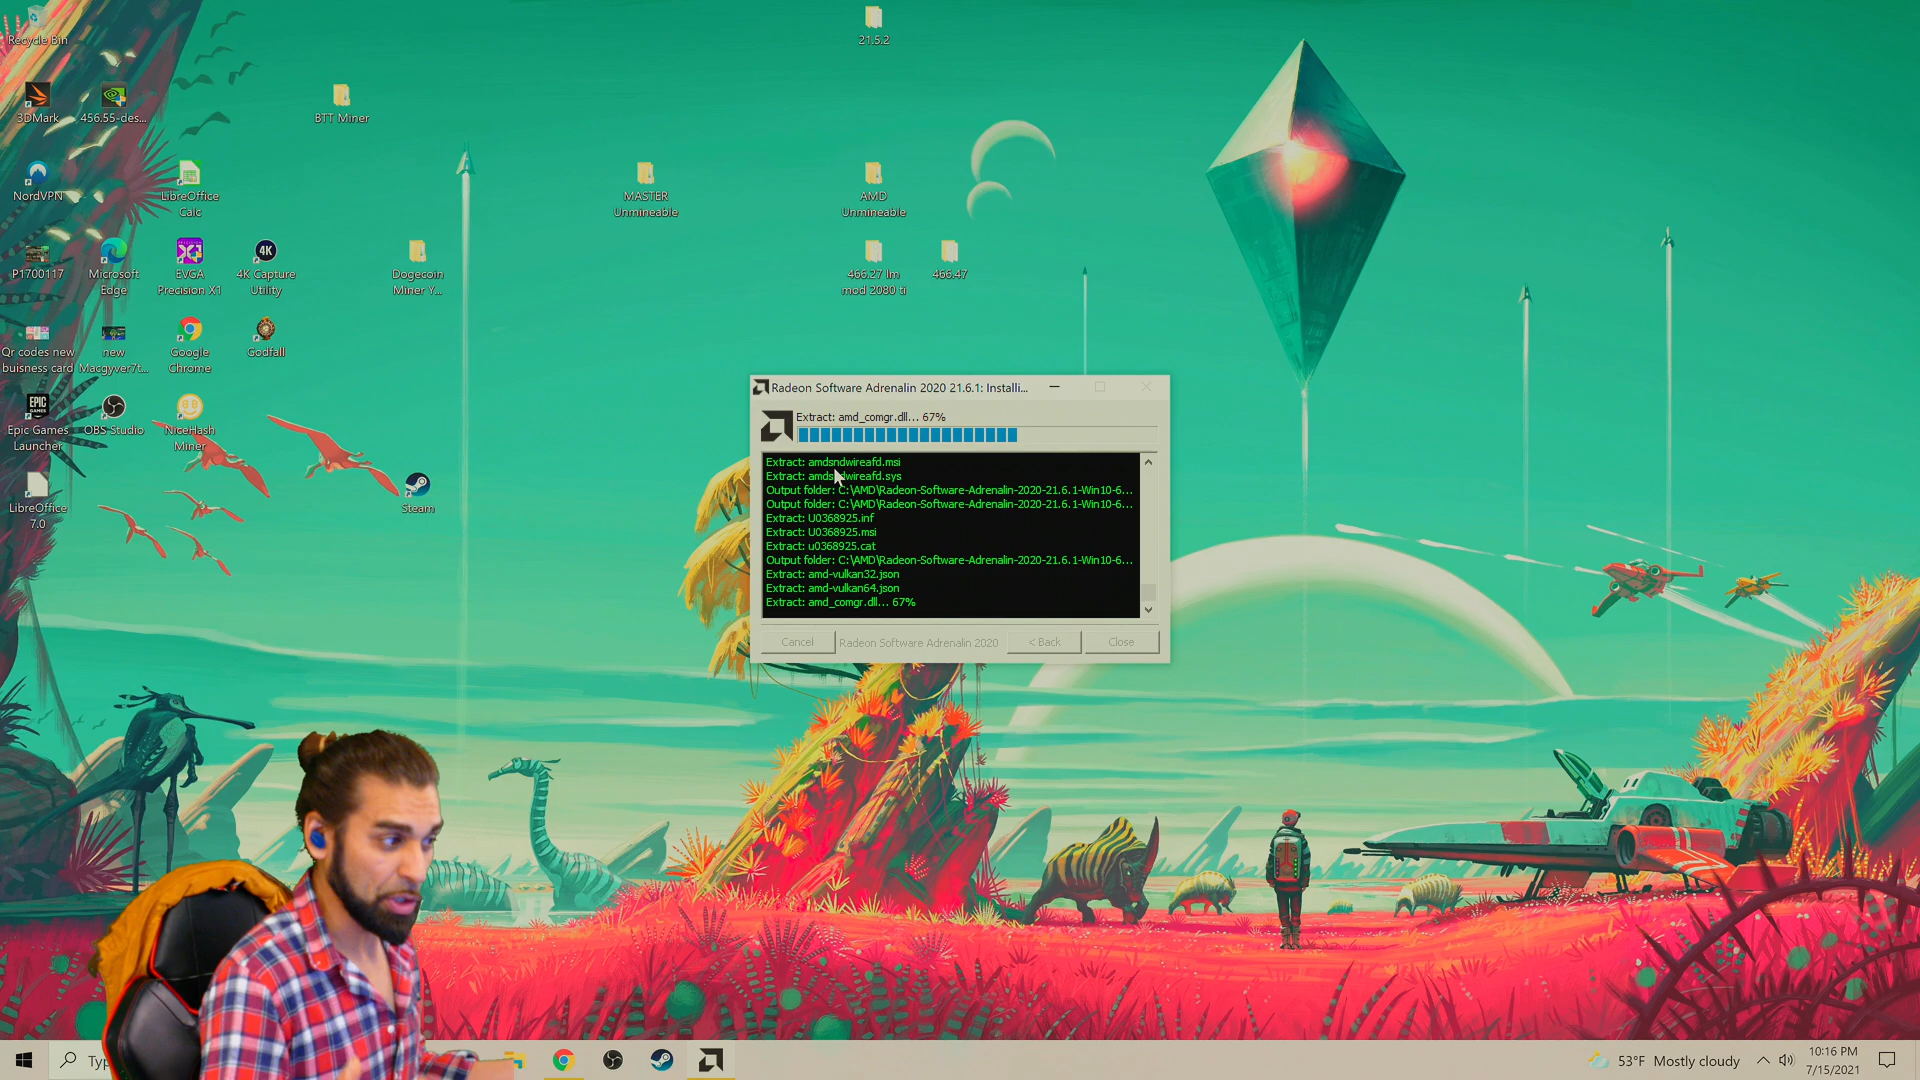 Recycle Bin
21.5.2
3DMark
456.55-des...
BTT Miner
NordVPN
LibreOffice
Calc
MASTER
Unmineable
AMD
Unmineable
P1700117
Microsoft
Edge
EVGA
Precision X1
4K
4K Capture
Utility
Dogecoin
Miner Y...
466.27 lm
mod 2080 ti
466.47
Qr codes new
buisness card
new
Macgyver7t...
Google
Chrome
Godfall
EPIC
GAMES
Epic Games
Launcher
OBS Studio
NiceHash
Miner
LibreOffice
7.0
Steam
Radeon Software Adrenalin 2020 21.6.1: Installi...
Extract: amd_comgr.dll... 67%
Extract: amdsndwireafd.msi
Extract: amdsndwireafd.sys
Output folder: C:\AMD\Radeon-Software-Adrenalin-2020-21.6.1-Win10-6...
Output folder: C:\AMD\Radeon-Software-Adrenalin-2020-21.6.1-Win10-6...
Extract: U0368925.inf
Extract: U0368925.msi
Extract: u0368925.cat
Output folder: C:\AMD\Radeon-Software-Adrenalin-2020-21.6.1-Win10-6...
Extract: amd-vulkan32.json
Extract: amd-vulkan64.json
Extract: amd_comgr.dll... 67%
Cancel
Radeon Software Adrenalin 2020
< Back
Close
Typ
53°F Mostly cloudy
10:16 PM
7/15/2021